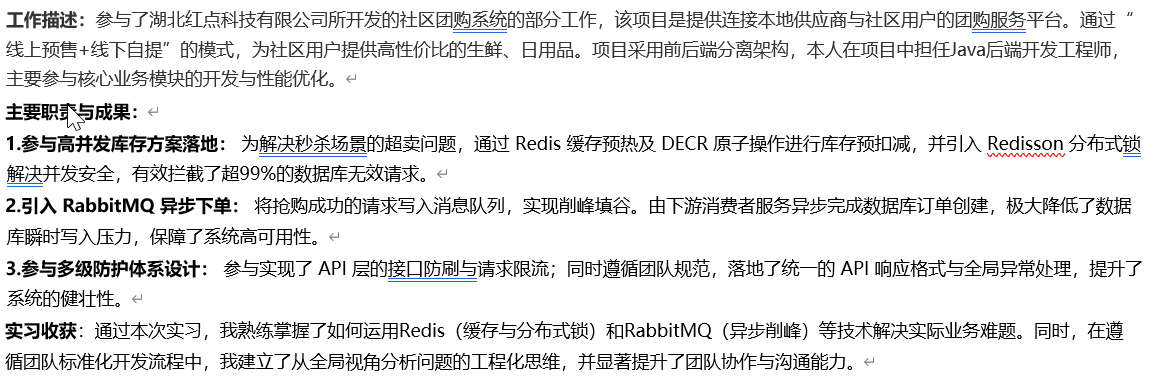 工作描述：参与了湖北红点科技有限公司所开发的社区团购系统的部分工作，该项目是提供连接本地供应商与社区用户的团购服务平台。通过“
线上预售+线下自提”的模式，为社区用户提供高性价比的生鲜、日用品。项目采用前后端分离架构，本人在项目中担任Java后端开发工程师，
主要参与核心业务模块的开发与性能优化。
主要职责与成果：
1.参与高并发库存方案落地： 为解决秒杀场景的超卖问题，通过 Redis 缓存预热及 DECR 原子操作进行库存预扣减，并引入 Redisson 分布式锁
解决并发安全，有效拦截了超99%的数据库无效请求。
2.引入 RabbitMQ 异步下单： 将抢购成功的请求写入消息队列，实现削峰填谷。由下游消费者服务异步完成数据库订单创建，极大降低了数据
库瞬时写入压力，保障了系统高可用性。
3.参与多级防护体系设计： 参与实现了 API 层的接口防刷与请求限流；同时遵循团队规范，落地了统一的 API 响应格式与全局异常处理，提升了
系统的健壮性。
实习收获：通过本次实习，我熟练掌握了如何运用Redis（缓存与分布式锁）和RabbitMQ（异步削峰）等技术解决实际业务难题。同时，在遵
循团队标准化开发流程中，我建立了从全局视角分析问题的工程化思维，并显著提升了团队协作与沟通能力。